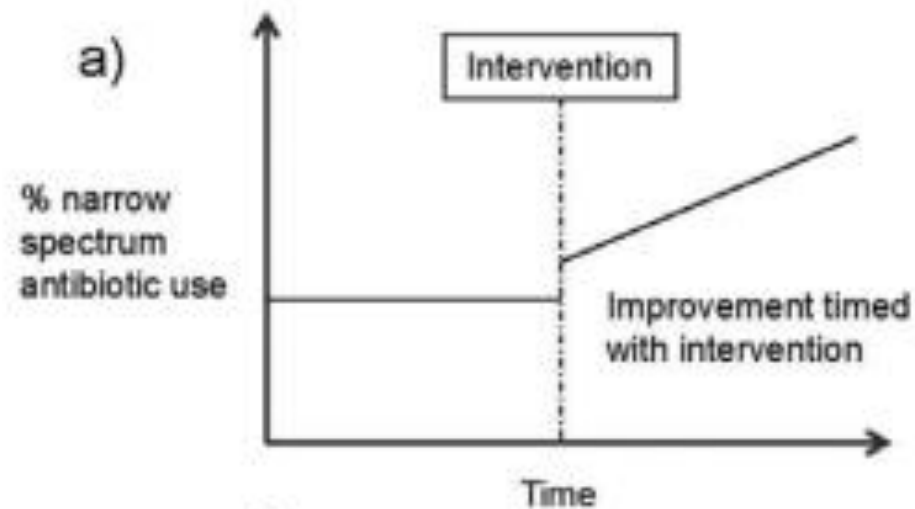 a)
Intervention
% narrow
spectrum
antibiotic use
Improvement timed
with intervention
Time